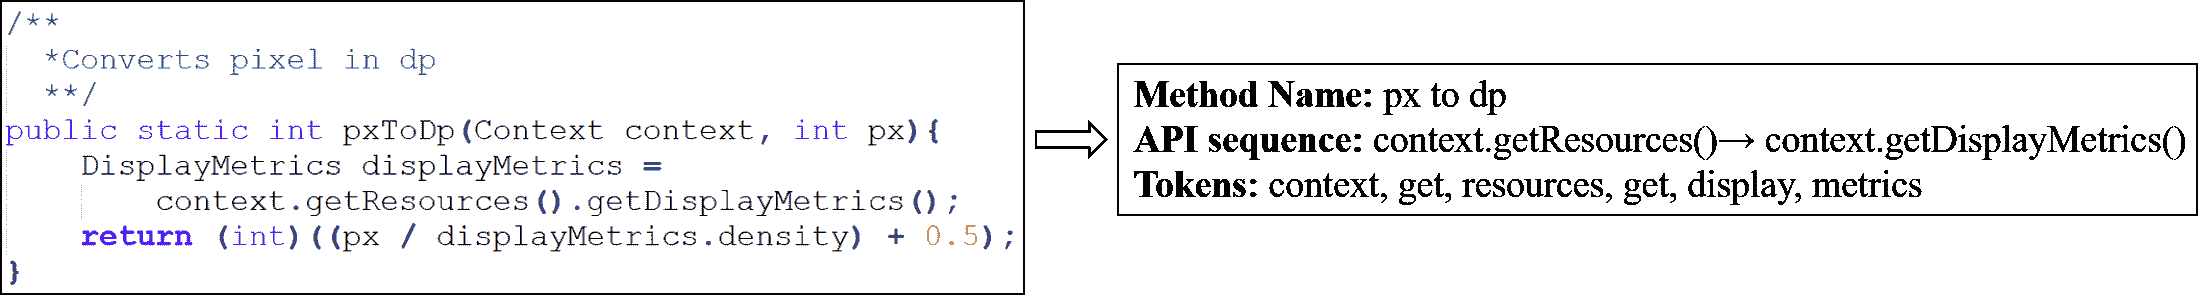 /**
*Converts pixel in dp
**/
public static int pxToDp(Context context, int px){
DisplayMetrics displayMetrics =
context.getResources().getDisplayMetrics();
return (int)((px / displayMetrics.density) + 0.5);
}
Method Name: px to dp
API sequence: context.getResources()→ context.getDisplayMetrics()
Tokens: context, get, resources, get, display, metrics